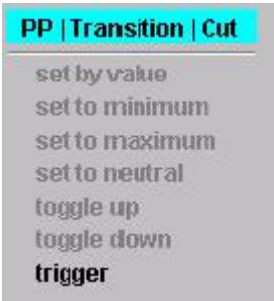 PP | Transition | Cut
set by value
set to minimum
set to maximum
set to neutral
toggle up
toggle down
trigger